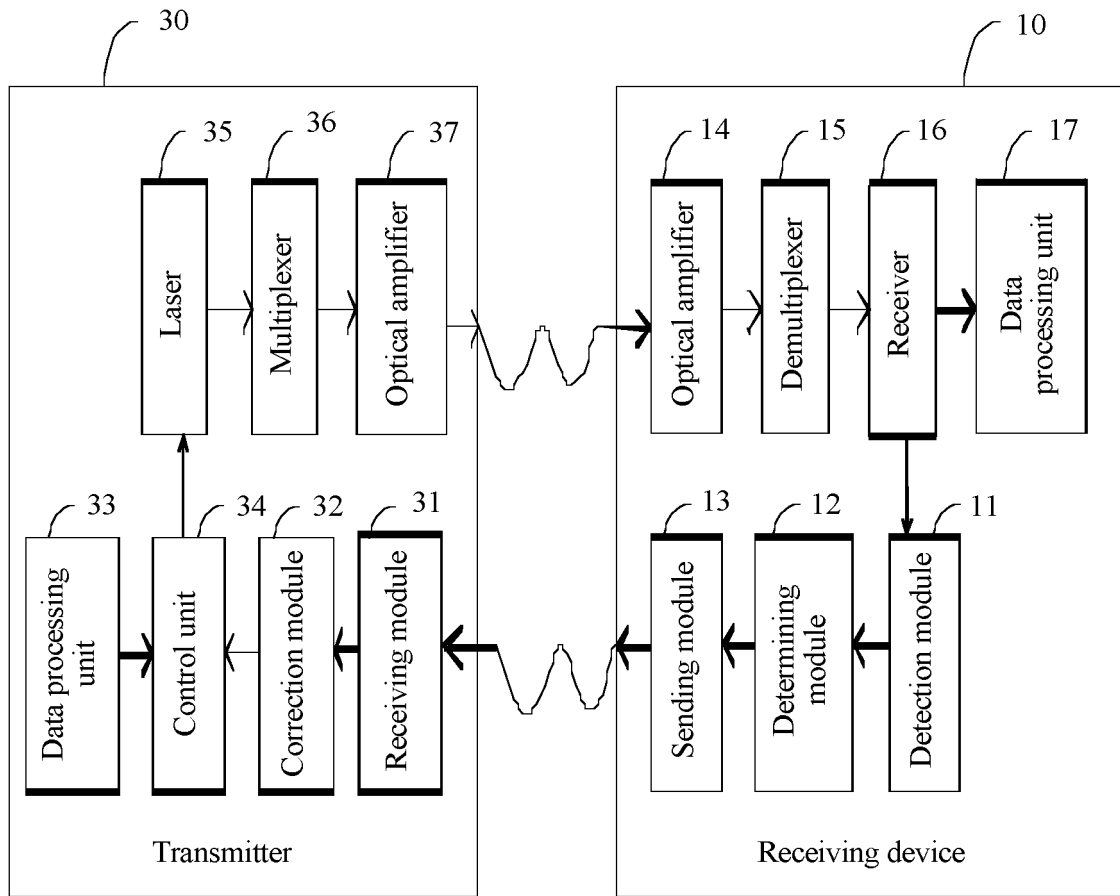 30
10
35
36
37
14
15
16
17
Laser
Multiplexer
Optical amplifier
Optical amplifier
Demultiplexer
Receiver
Data
processing unit
33
34
32
31
13
12
11
Data processing
unit
Control unit
Correction module
Receiving module
Sending module
Determining
module
Detection module
Transmitter
Receiving device